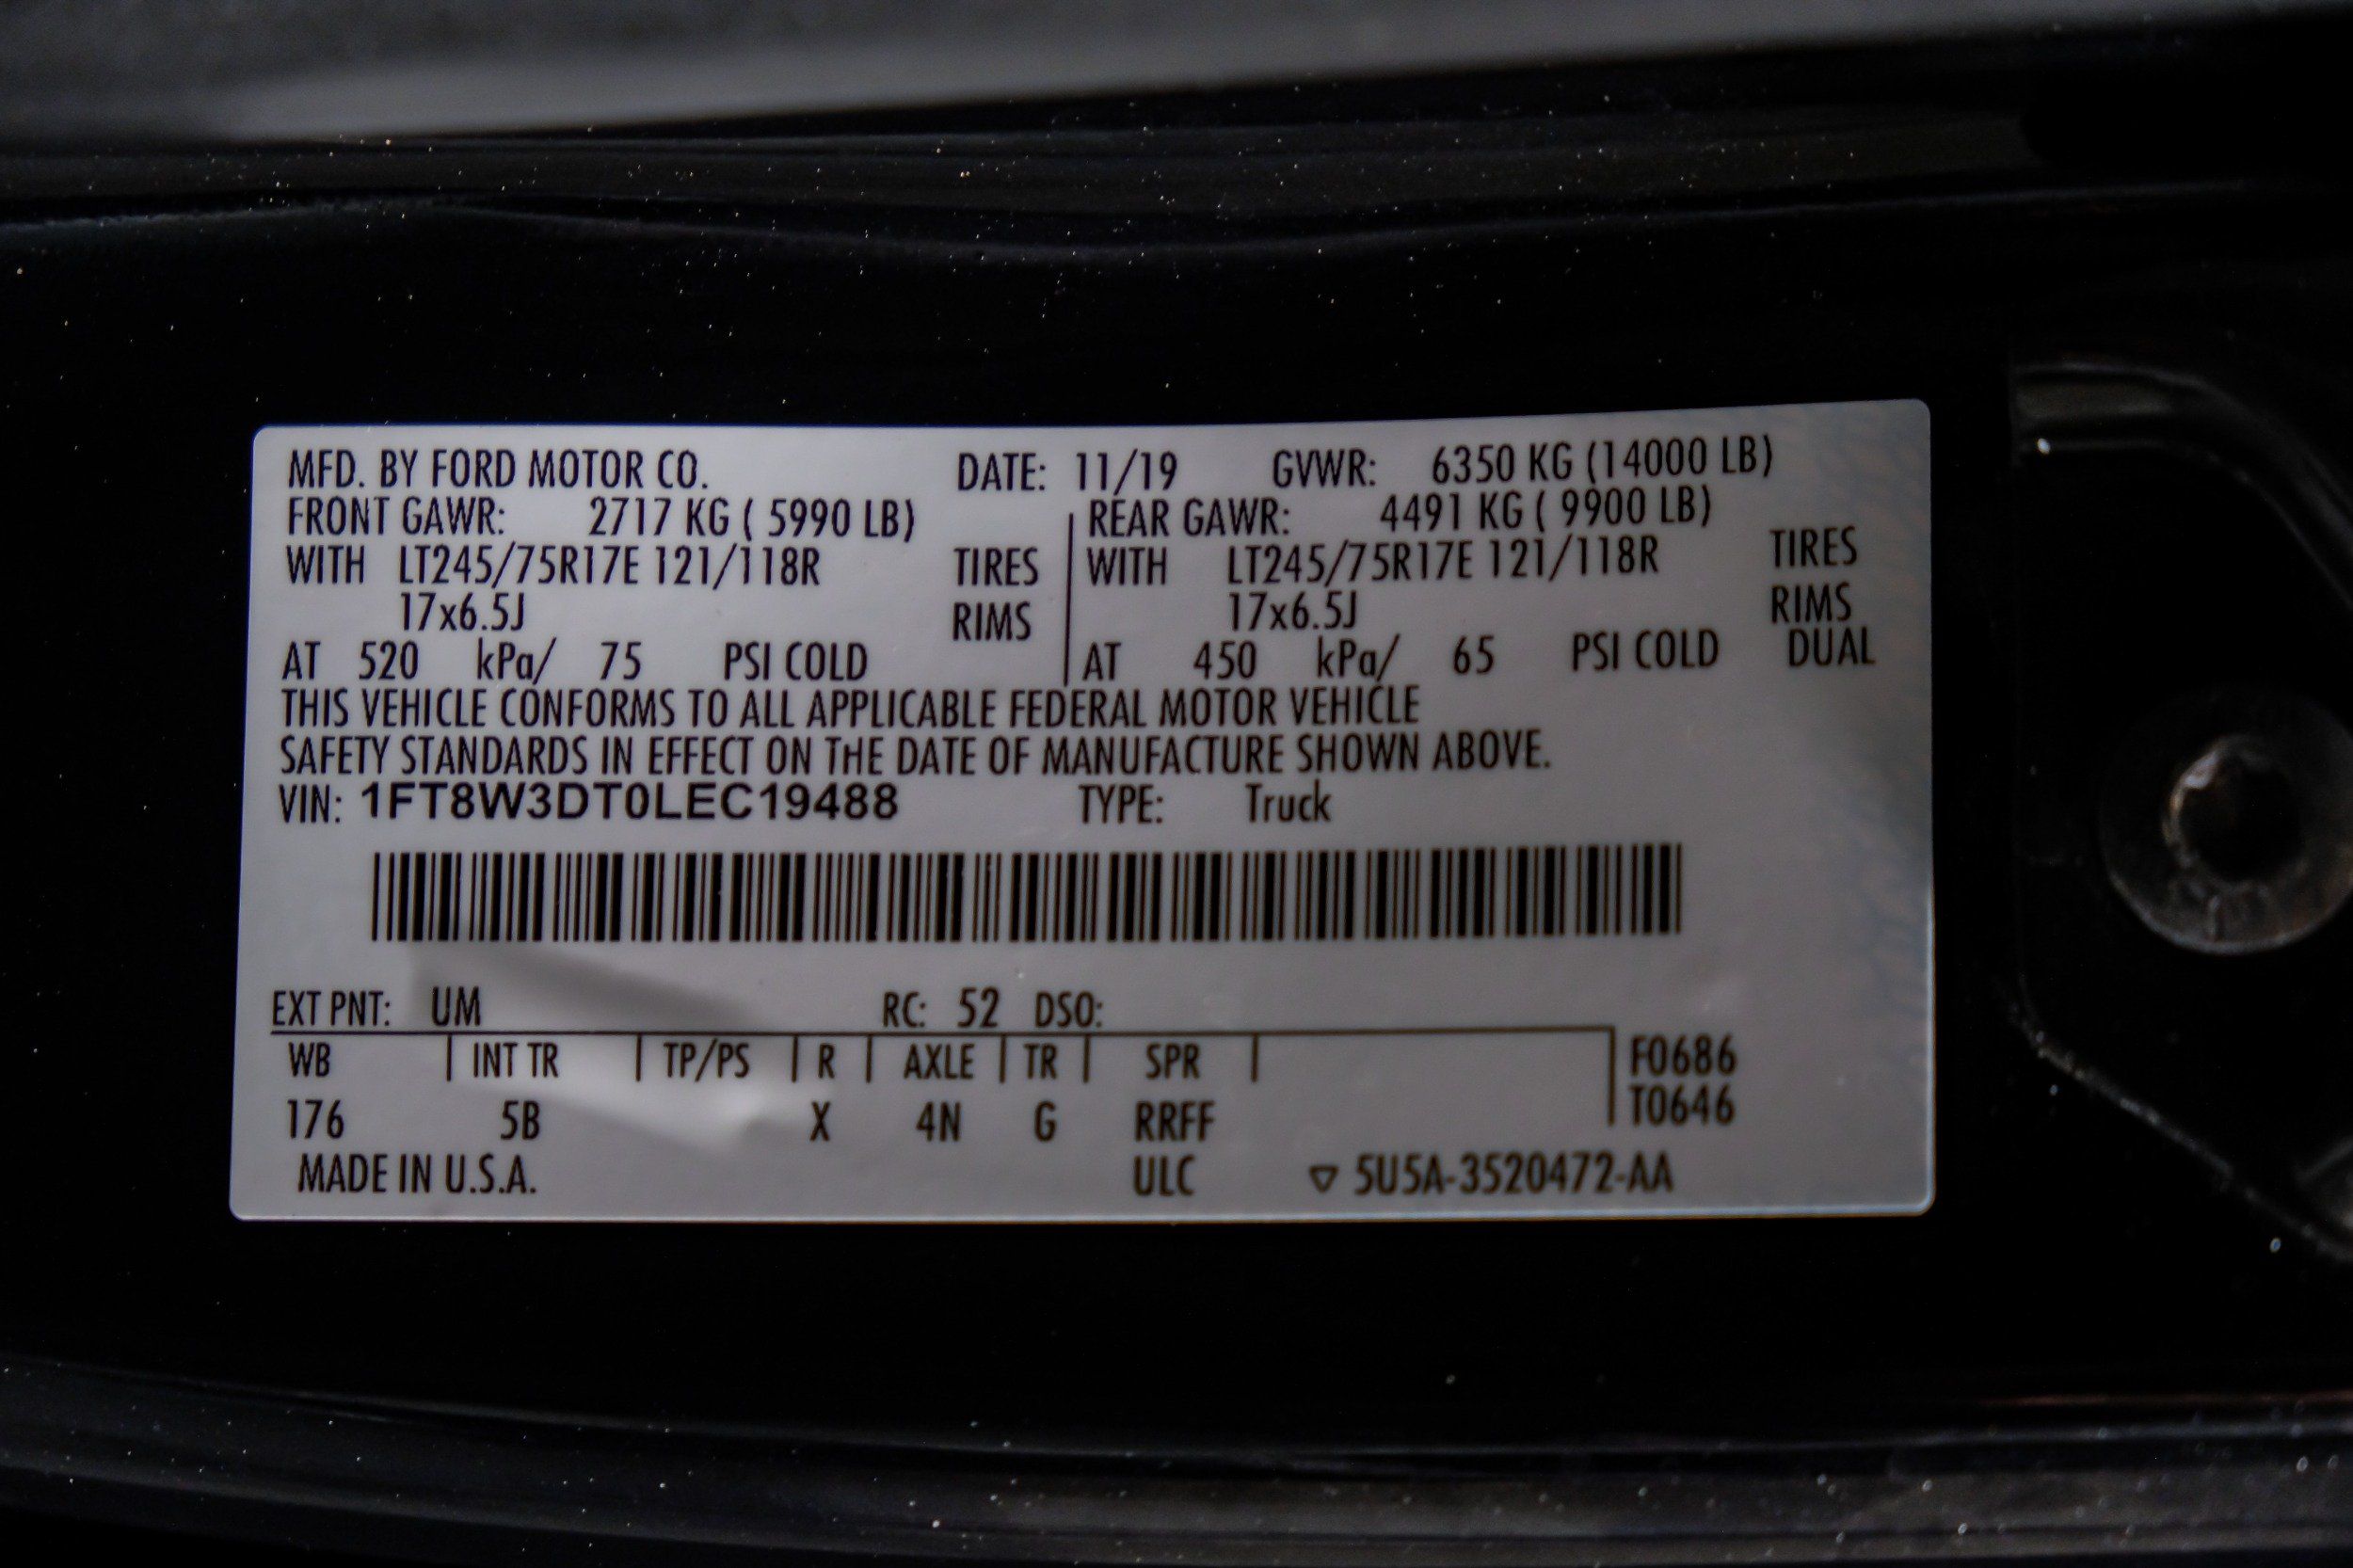 MFD. BY FORD MOTOR CO. DATE: 11/19 GVWR: 6350 KG (14000 LB)
FRONT GAWR: 2717 KG ( 5990 LB) REAR GAWR: 4491 KG ( 9900 LB)
WITH LT245/75R17E 121/118R TIRES WITH LT245/75R17E 121/118R TIRES
17x6.5J RIMS 17x6.5J RIMS
AT 520 kPa/ 75 PSI COLD AT 450 kPa/ 65 PSI COLD DUAL
THIS VEHICLE CONFORMS TO ALL APPLICABLE FEDERAL MOTOR VEHICLE
SAFETY STANDARDS IN EFFECT ON THE DATE OF MANUFACTURE SHOWN ABOVE.
VIN: 1FT8W3DT0LEC19488 TYPE: Truck
EXT PNT: UM RC: 52 DSO:
WB INT TR TP/PS R AXLE TR SPR F0686
176 5B X 4N G RRFF T0646
MADE IN U.S.A. ULC ▽ 5U5A-3520472-AA